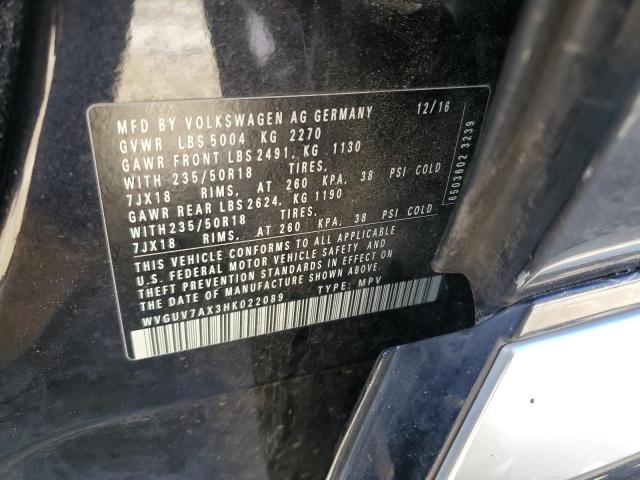 MFD BY VOLKSWAGEN AG GERMANY 12/16
GVWR LBS 5004 KG 2270
GAWR FRONT LBS 2491, KG 1130
WITH 235/50R18 TIRES,
7JX18 RIMS, AT 260 KPA, 38 PSI COLD
GAWR REAR LBS 2624, KG 1190
WITH235/50R18 TIRES,
7JX18 RIMS, AT 260 KPA, 38 PSI COLD
THIS VEHICLE CONFORMS TO ALL APPLICABLE
U.S. FEDERAL MOTOR VEHICLE SAFETY AND
THEFT PREVENTION STANDARDS IN EFFECT ON
THE DATE OF MANUFACTURE SHOWN ABOVE.
WVGUV7AX3HK022089 TYPE: MPV
6503602 3239